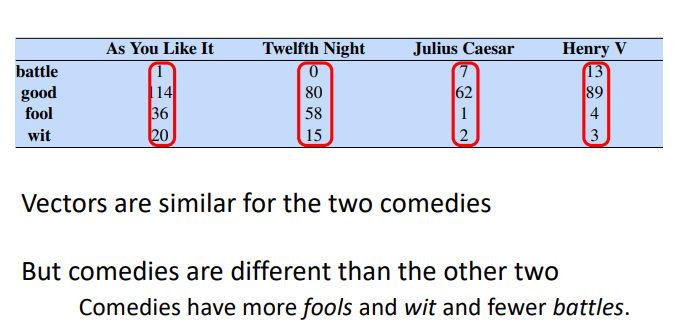 As You Like It Twelfth Night Julius Caesar Henry V
battle 1 0 7 13
good 114 80 62 89
fool 36 58 1 4
wit 20 15 2 3
Vectors are similar for the two comedies
But comedies are different than the other two
Comedies have more fools and wit and fewer battles.